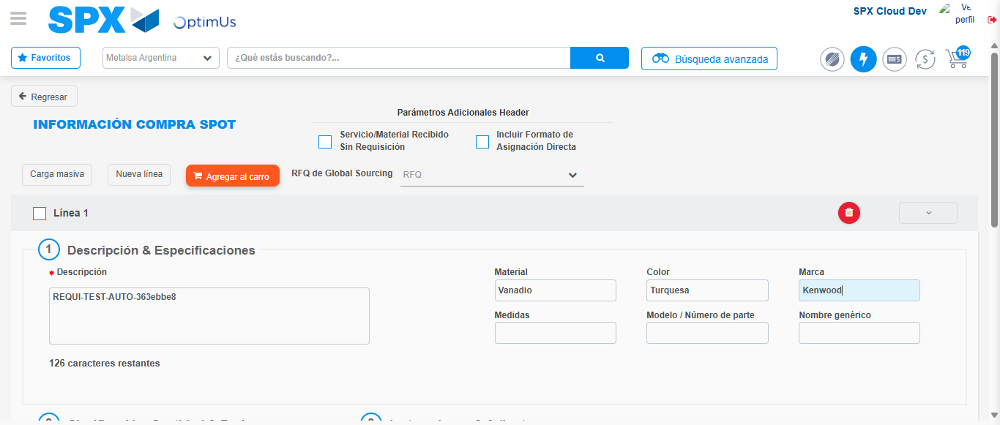 SPX OptimUs
SPX Cloud Dev
Ve
perfil
Favoritos
Metalsa Argentina
¿Qué estás buscando?...
Búsqueda avanzada
119
Regresar
INFORMACIÓN COMPRA SPOT
Parámetros Adicionales Header
Servicio/Material Recibido
Sin Requisición
Incluir Formato de
Asignación Directa
Carga masiva
Nueva línea
Agregar al carro
RFQ de Global Sourcing
RFQ
Línea 1
1 Descripción & Especificaciones
* Descripción
REQUI-TEST-AUTO-363ebbe8
126 caracteres restantes
Material
Color
Marca
Vanadio
Turquesa
Kenwood
Medidas
Modelo / Número de parte
Nombre genérico